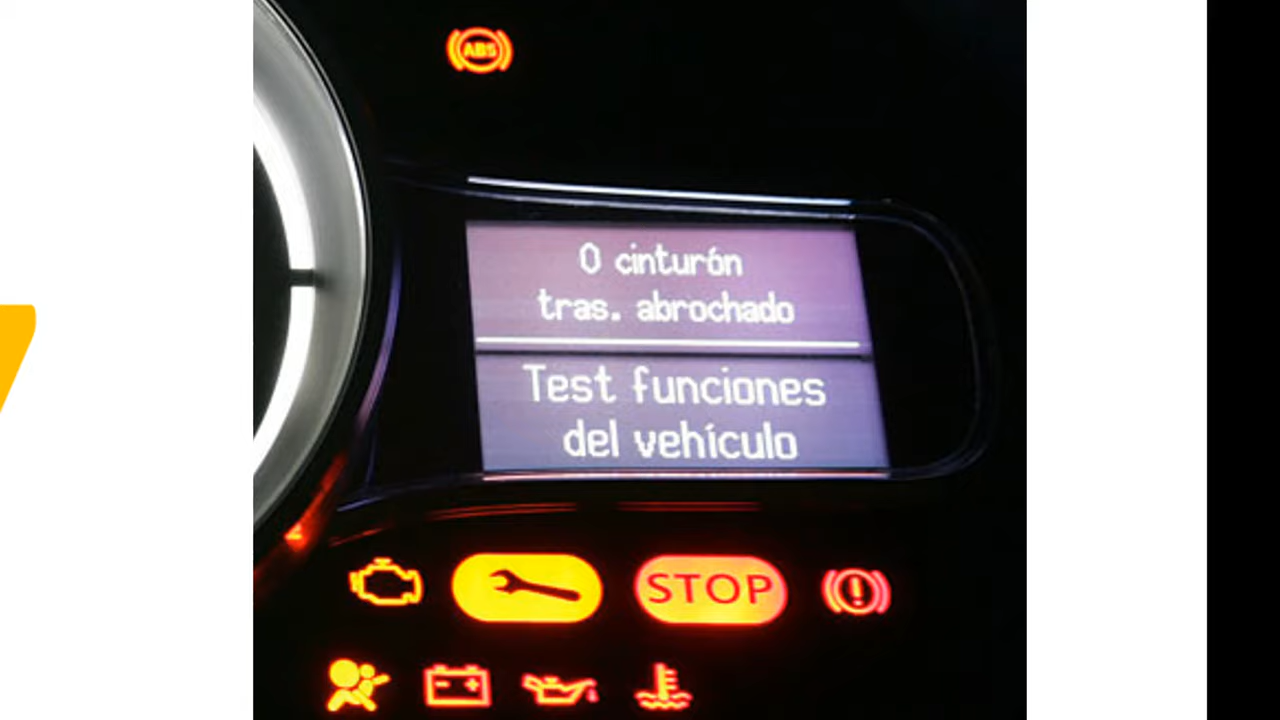 ABS
0 cinturón
tras. abrochado
Test funciones
del vehículo
STOP